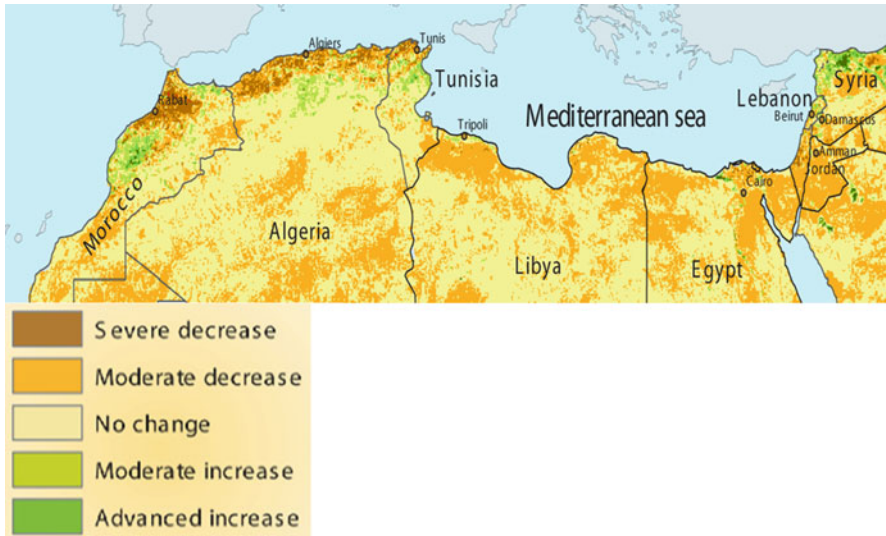 Algiers
Tunis
Tunisia
Rabat
Tripoli
Mediterranean sea
Syria
Lebanon
Beirut
Damascus
Amman
Jordan
Cairo
Morocco
Algeria
Libya
Egypt
Severe decrease
Moderate decrease
No change
Moderate increase
Advanced increase